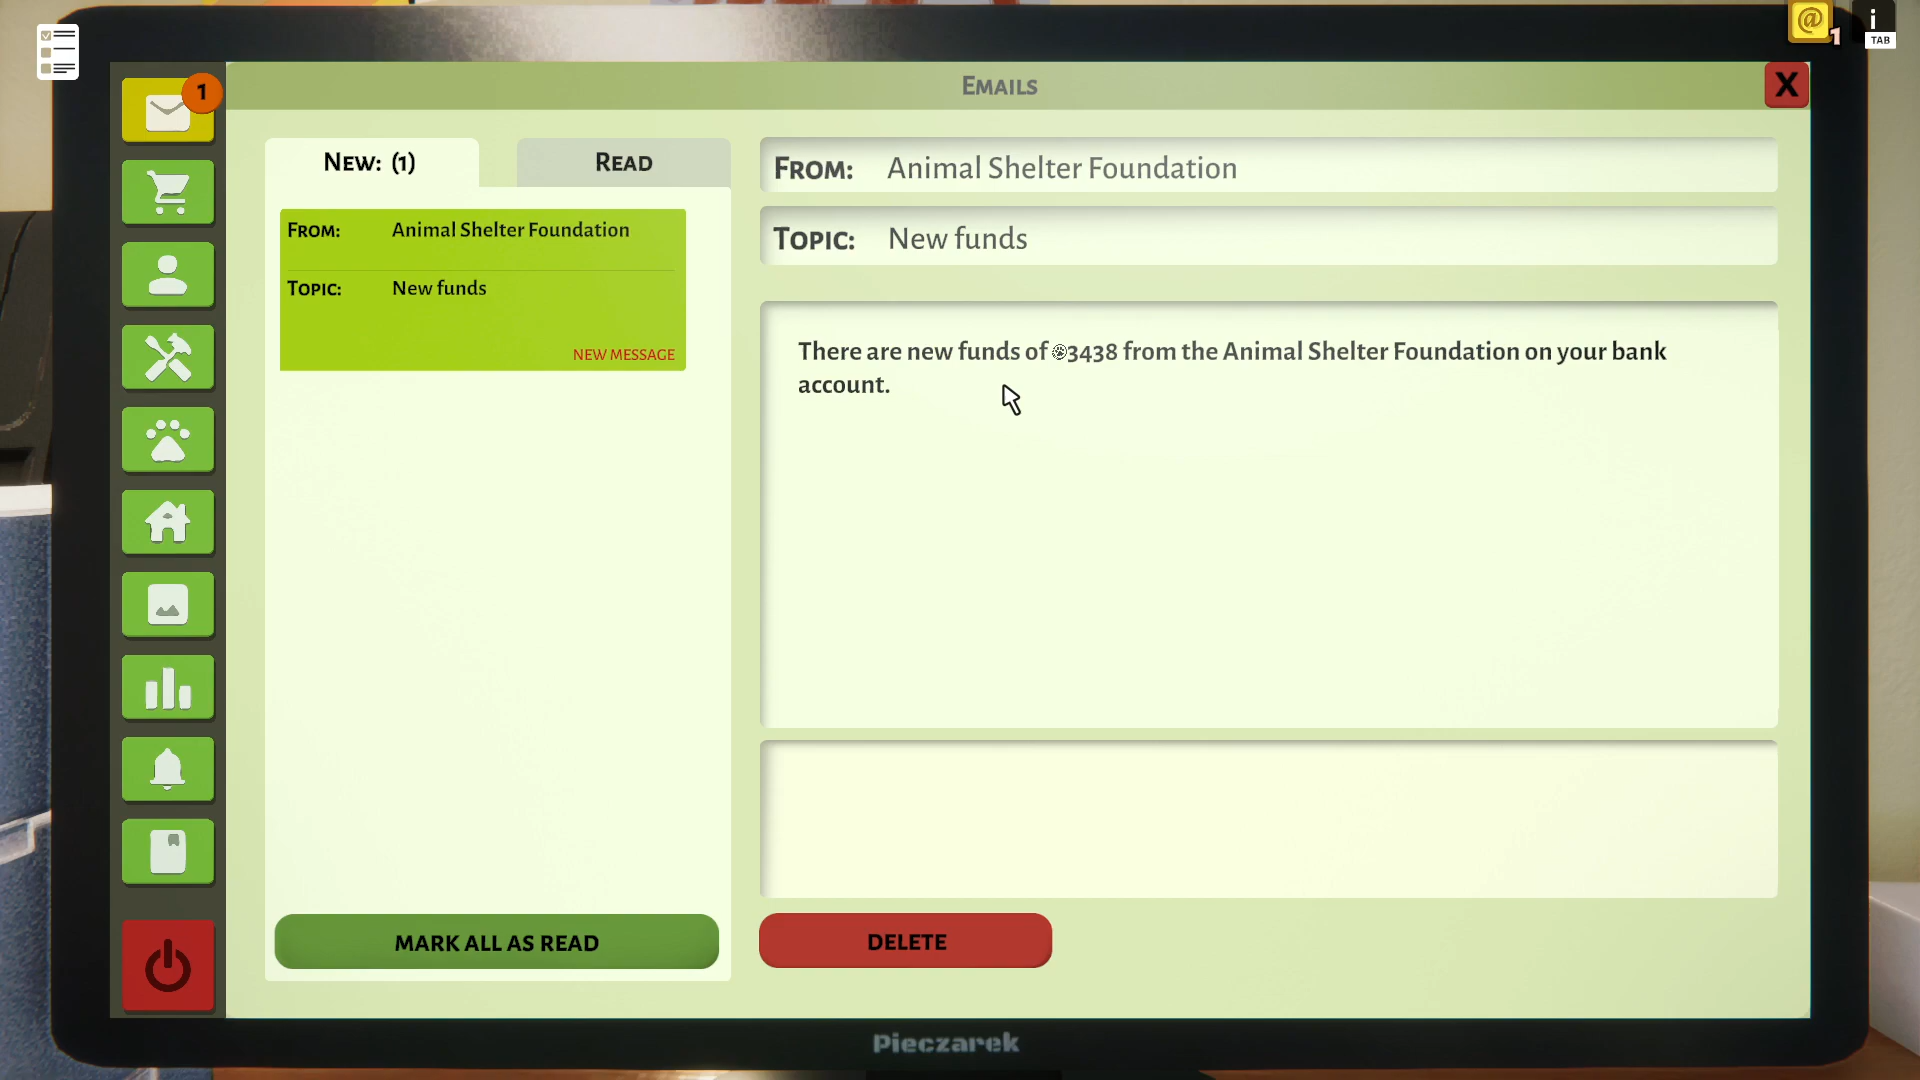 @ 1
i
TAB
EMAILS
X
1
NEW: (1)
READ
FROM: Animal Shelter Foundation
TOPIC: New funds
NEW MESSAGE
FROM: Animal Shelter Foundation
TOPIC: New funds
There are new funds of 3438 from the Animal Shelter Foundation on your bank
account.
MARK ALL AS READ
DELETE
Pieczarek